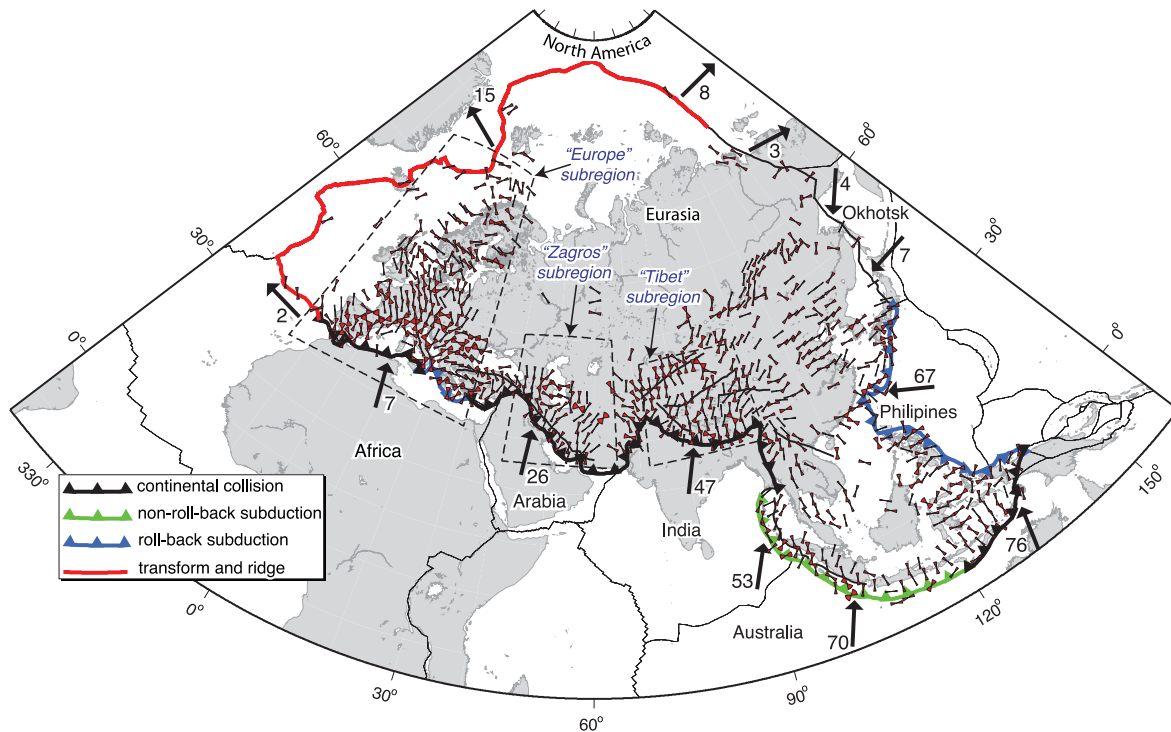 North America
15
8
60°
60°
3
"Europe"
subregion
4
Eurasia
Okhotsk
30°
30°
"Zagros"
subregion
7
"Tibet"
subregion
2
0°
0°
67
7
Philipines
Africa
330°
150°
26
47
continental collision
Arabia
non-roll-back subduction
India
76
roll-back subduction
53
transform and ridge
120°
0°
Australia
70
30°
90°
60°